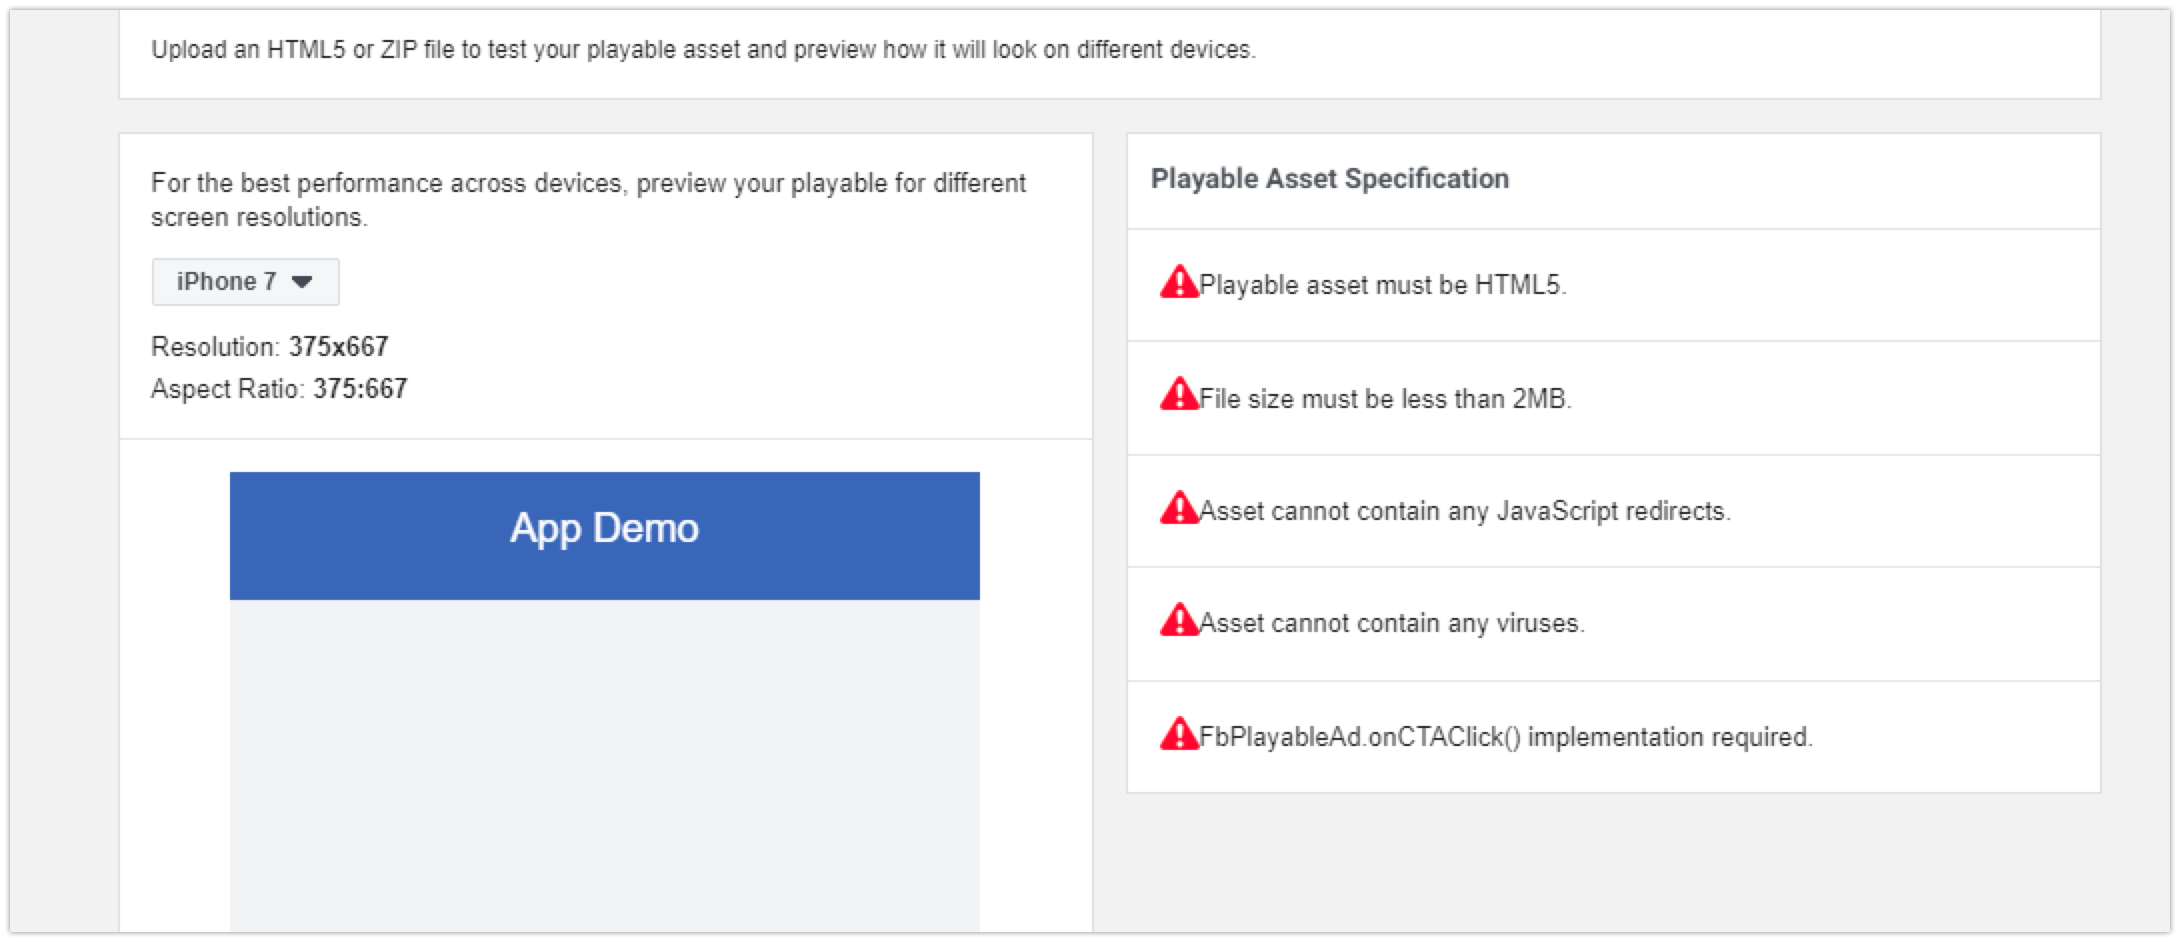 Upload an HTML5 or ZIP file to test your playable asset and preview how it will look on different devices.
For the best performance across devices, preview your playable for different
screen resolutions.
iPhone 7
Resolution: 375x667
Aspect Ratio: 375:667
App Demo
Playable Asset Specification
Playable asset must be HTML5.
File size must be less than 2MB.
Asset cannot contain any JavaScript redirects.
Asset cannot contain any viruses.
FbPlayableAd.onCTAClick() implementation required.